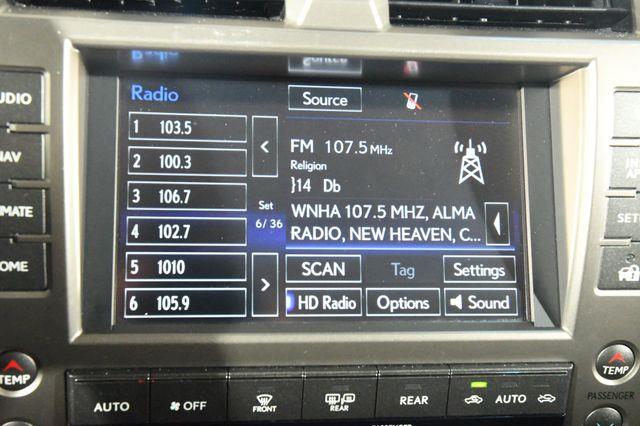 Radio
Source
1 103.5
2 100.3
3 106.7
4 102.7
5 1010
6 105.9
Set
6/ 36
FM 107.5 MHz
Religion
}14 Db
WNHA 107.5 MHZ, ALMA
RADIO, NEW HEAVEN, C...
SCAN
Tag
Settings
HD Radio
Options
Sound
UDIO
NAV
MATE
OME
SET
TEMP
AUTO
OFF
FRONT
REAR
REAR
AUTO
TEMP
PASSENGER
PASSENGER